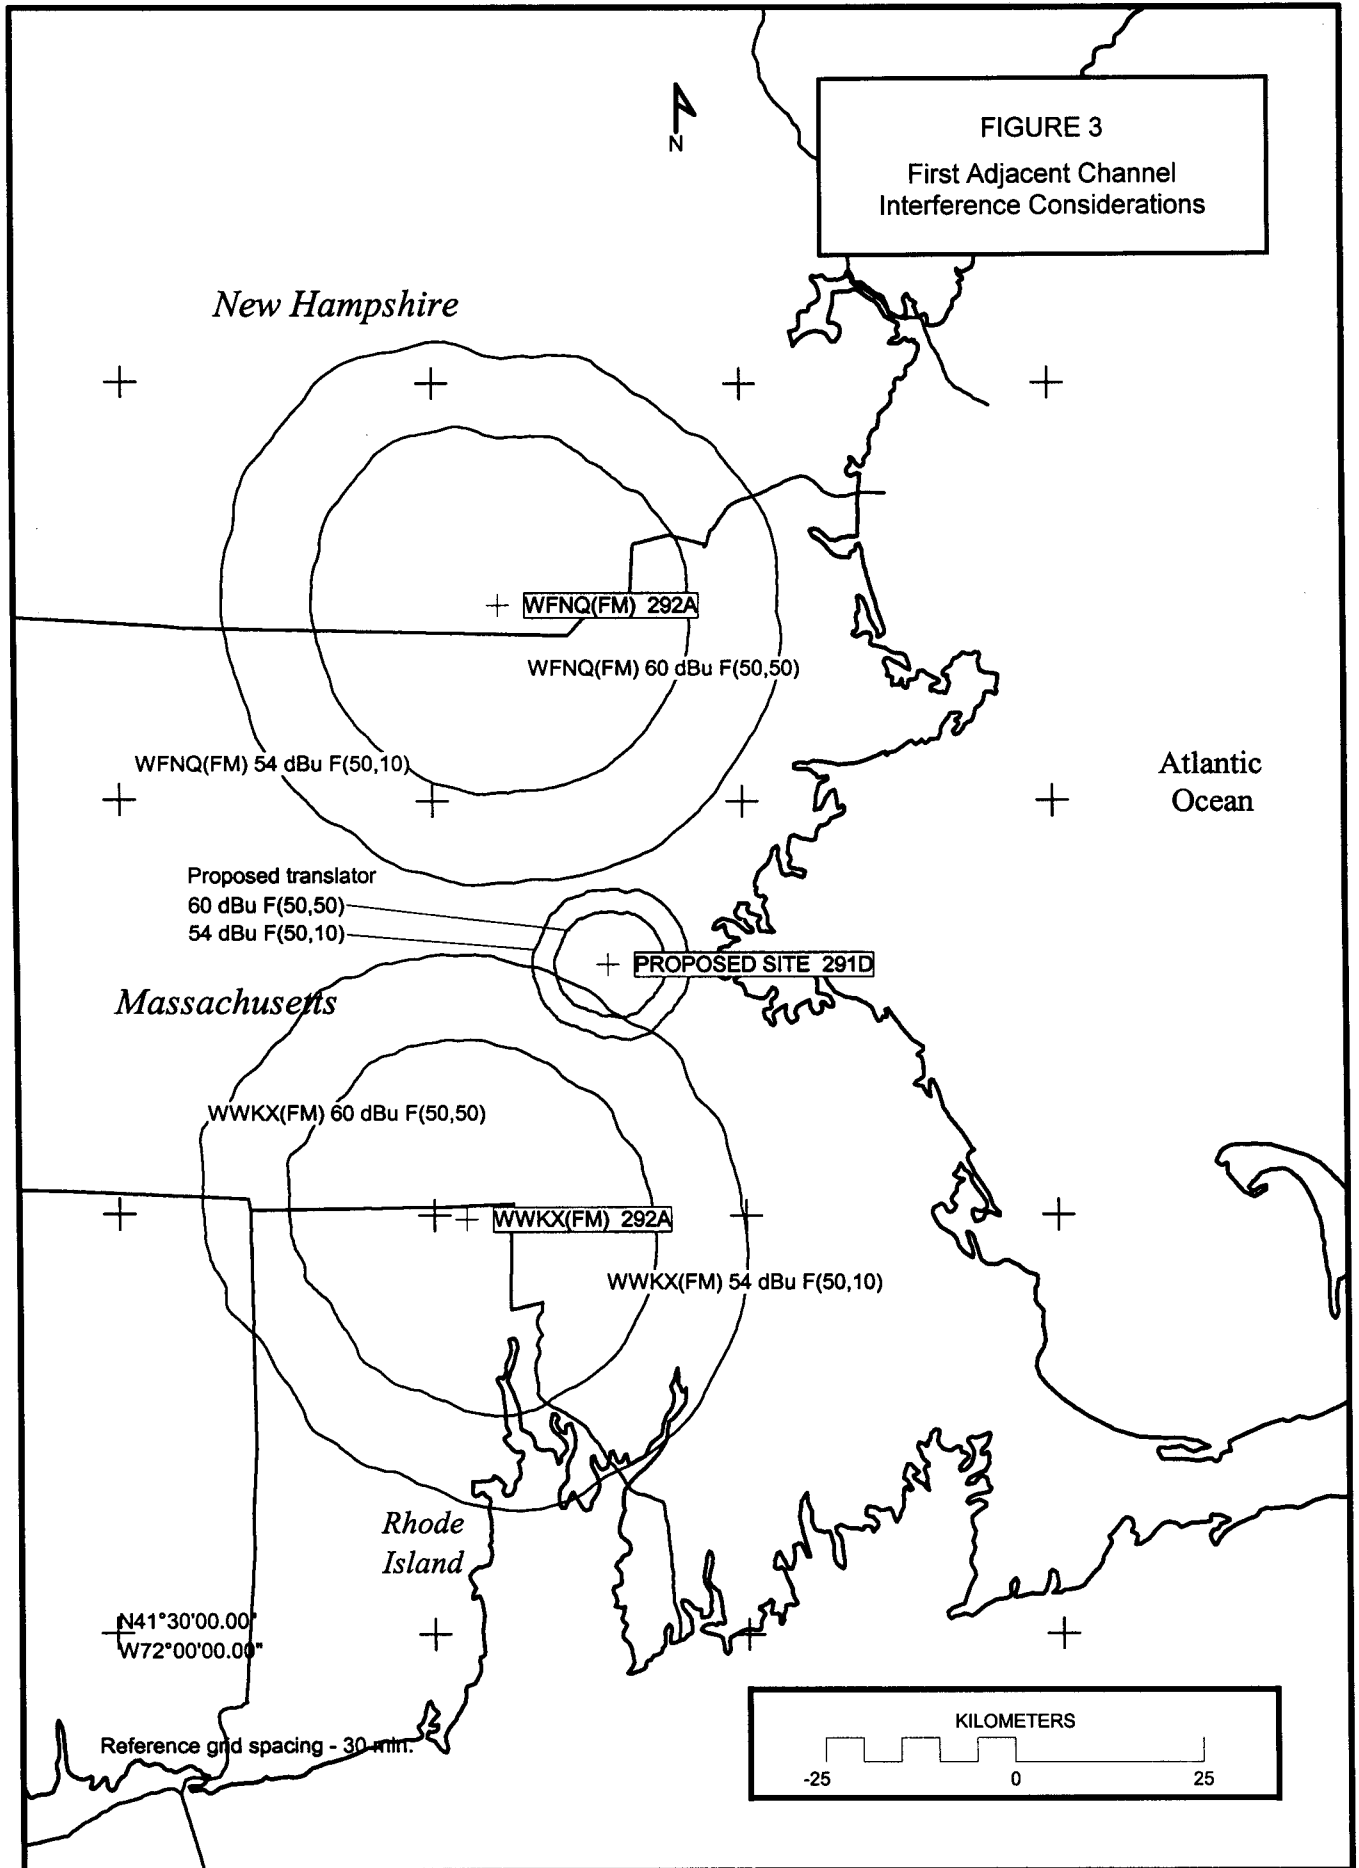 FIGURE 3
First Adjacent Channel
Interference Considerations
N
New Hampshire
WFNQ(FM) 292A
WFNQ(FM) 60 dBu F(50,50)
WFNQ(FM) 54 dBu F(50,10)
Atlantic
Ocean
Proposed translator
60 dBu F(50,50)
54 dBu F(50,10)
PROPOSED SITE 291D
Massachusetts
WWKX(FM) 60 dBu F(50,50)
WWKX(FM) 292A
WWKX(FM) 54 dBu F(50,10)
Rhode
Island
N41°30'00.00"
W72°00'00.00"
Reference grid spacing - 30 min.
KILOMETERS
-25 0 25